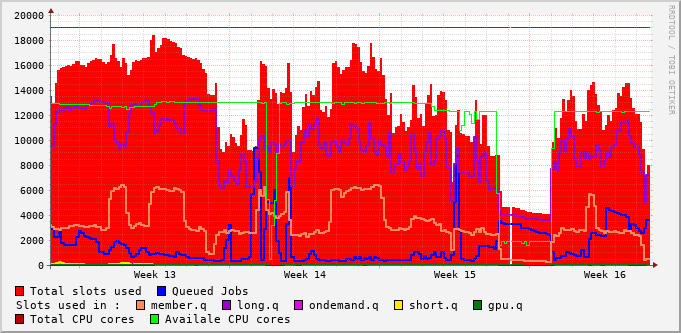 20000
18000
16000
14000
12000
10000
8000
6000
4000
2000
0
Week 13 Week 14 Week 15 Week 16
RRDTOOL / TOBI OETIKER
Total slots used Queued Jobs
Slots used in : member.q long.q ondemand.q short.q gpu.q
Total CPU cores Availale CPU cores